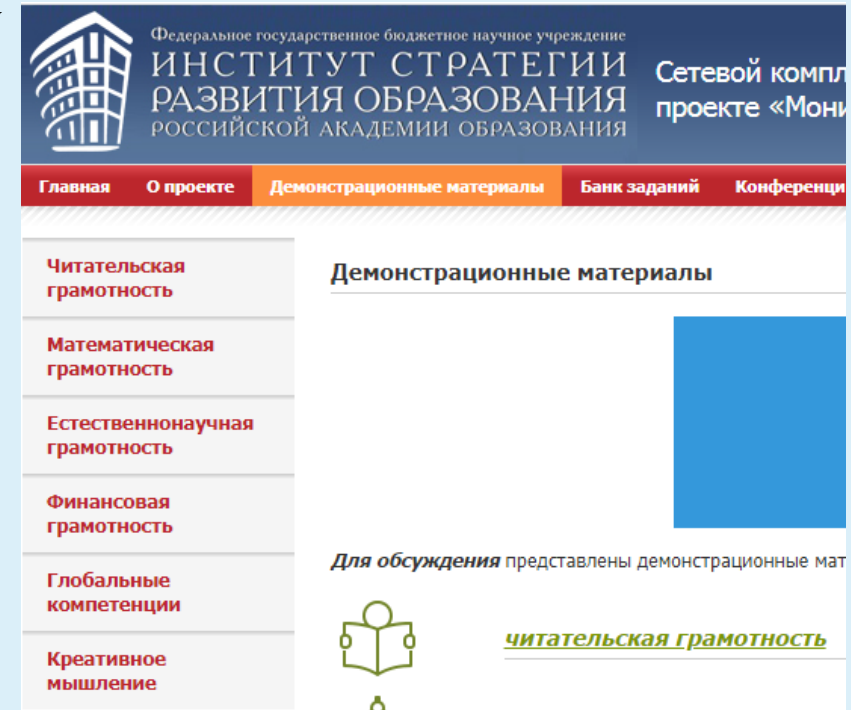 Федеральное государственное бюджетное научное учреждение
ИНСТИТУТ СТРАТЕГИИ
РАЗВИТИЯ ОБРАЗОВАНИЯ
РОССИЙСКОЙ АКАДЕМИИ ОБРАЗОВАНИЯ
Сетевой компл
проекте «Мони
Главная О проекте Демонстрационные материалы Банк заданий Конференци
Читательская
грамотность
Математическая
грамотность
Естественнонаучная
грамотность
Финансовая
грамотность
Глобальные
компетенции
Креативное
мышление
Демонстрационные материалы
Для обсуждения представлены демонстрационные мат
читательская грамотность